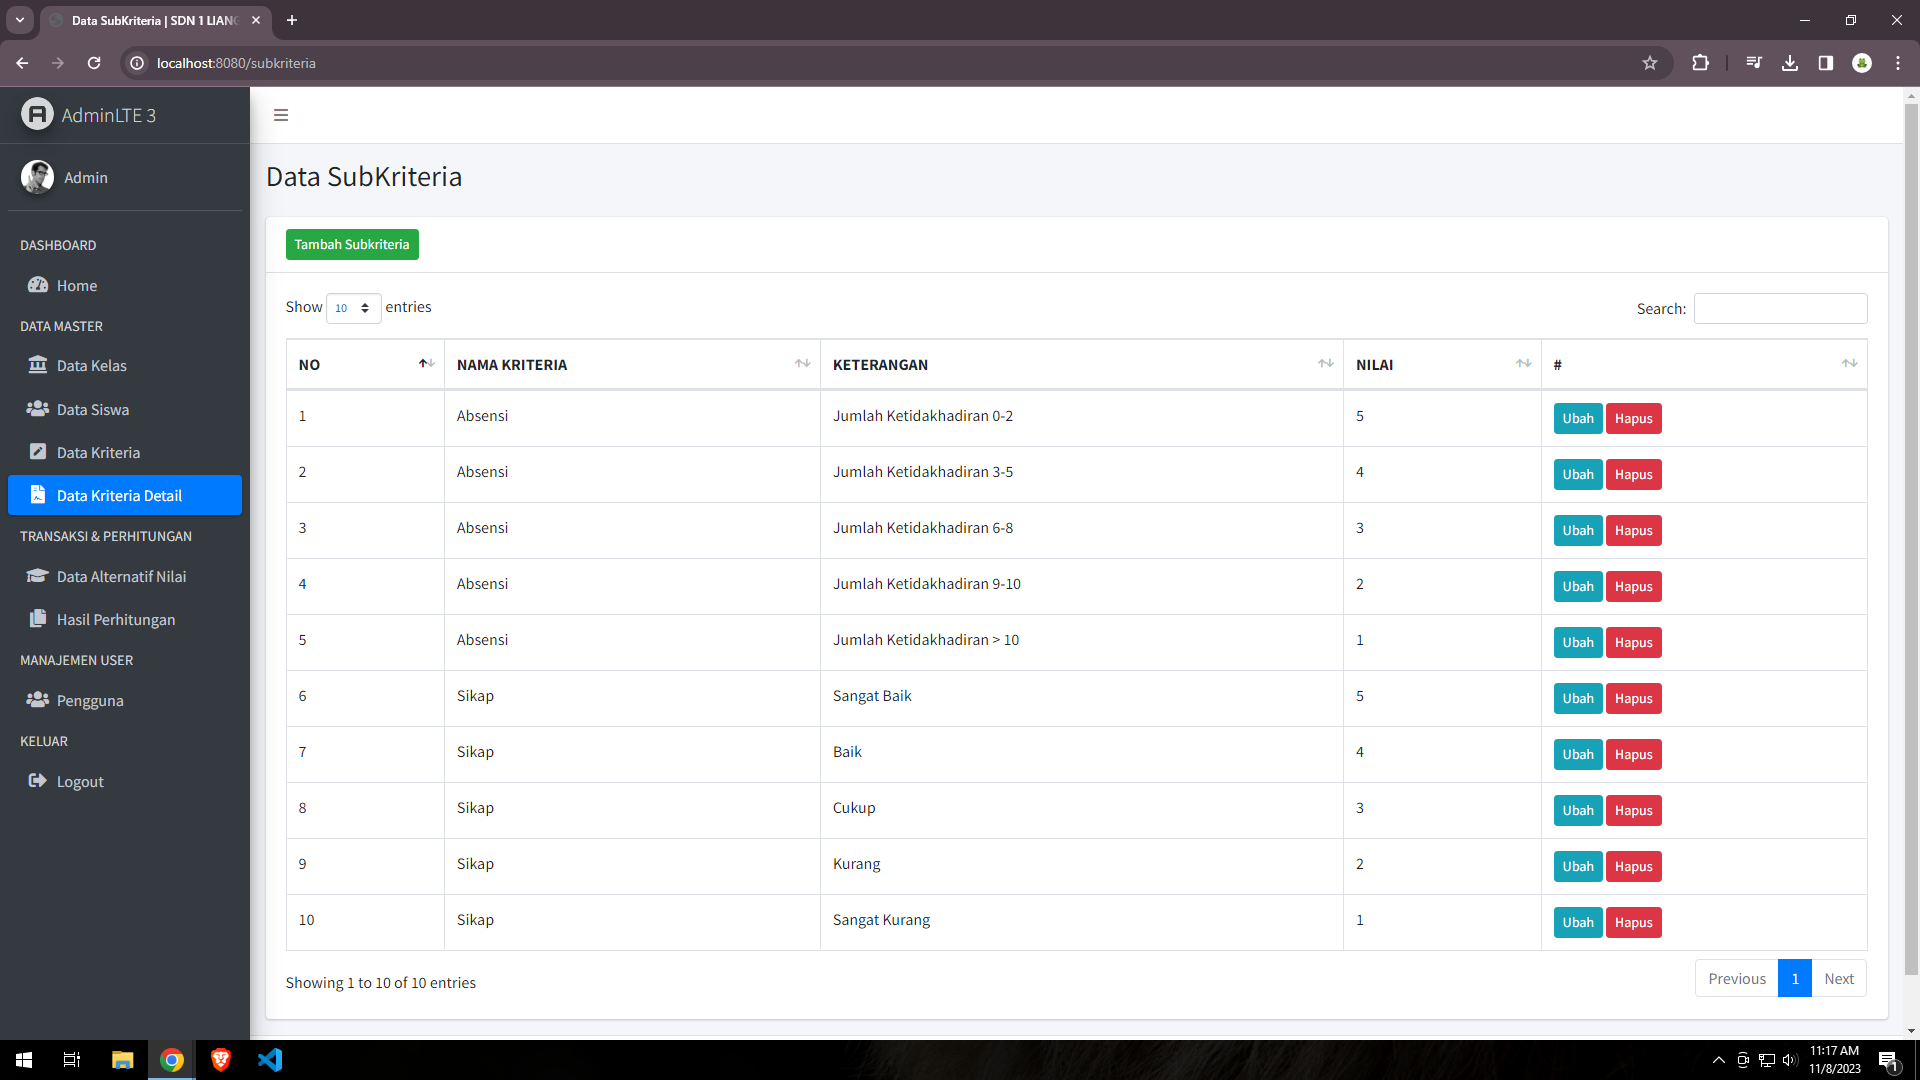 Data SubKriteria | SDN 1 LIANG
localhost:8080/subkriteria
AdminLTE 3
Admin
DASHBOARD
Home
DATA MASTER
Data Kelas
Data Siswa
Data Kriteria
Data Kriteria Detail
TRANSAKSI & PERHITUNGAN
Data Alternatif Nilai
Hasil Perhitungan
MANAJEMEN USER
Pengguna
KELUAR
Logout
Data SubKriteria
Tambah Subkriteria
Show 10 entries
Search:
NO NAMA KRITERIA KETERANGAN NILAI #
1 Absensi Jumlah Ketidakhadiran 0-2 5 Ubah Hapus
2 Absensi Jumlah Ketidakhadiran 3-5 4 Ubah Hapus
3 Absensi Jumlah Ketidakhadiran 6-8 3 Ubah Hapus
4 Absensi Jumlah Ketidakhadiran 9-10 2 Ubah Hapus
5 Absensi Jumlah Ketidakhadiran > 10 1 Ubah Hapus
6 Sikap Sangat Baik 5 Ubah Hapus
7 Sikap Baik 4 Ubah Hapus
8 Sikap Cukup 3 Ubah Hapus
9 Sikap Kurang 2 Ubah Hapus
10 Sikap Sangat Kurang 1 Ubah Hapus
Showing 1 to 10 of 10 entries
Previous 1 Next
11:17 AM
11/8/2023
1